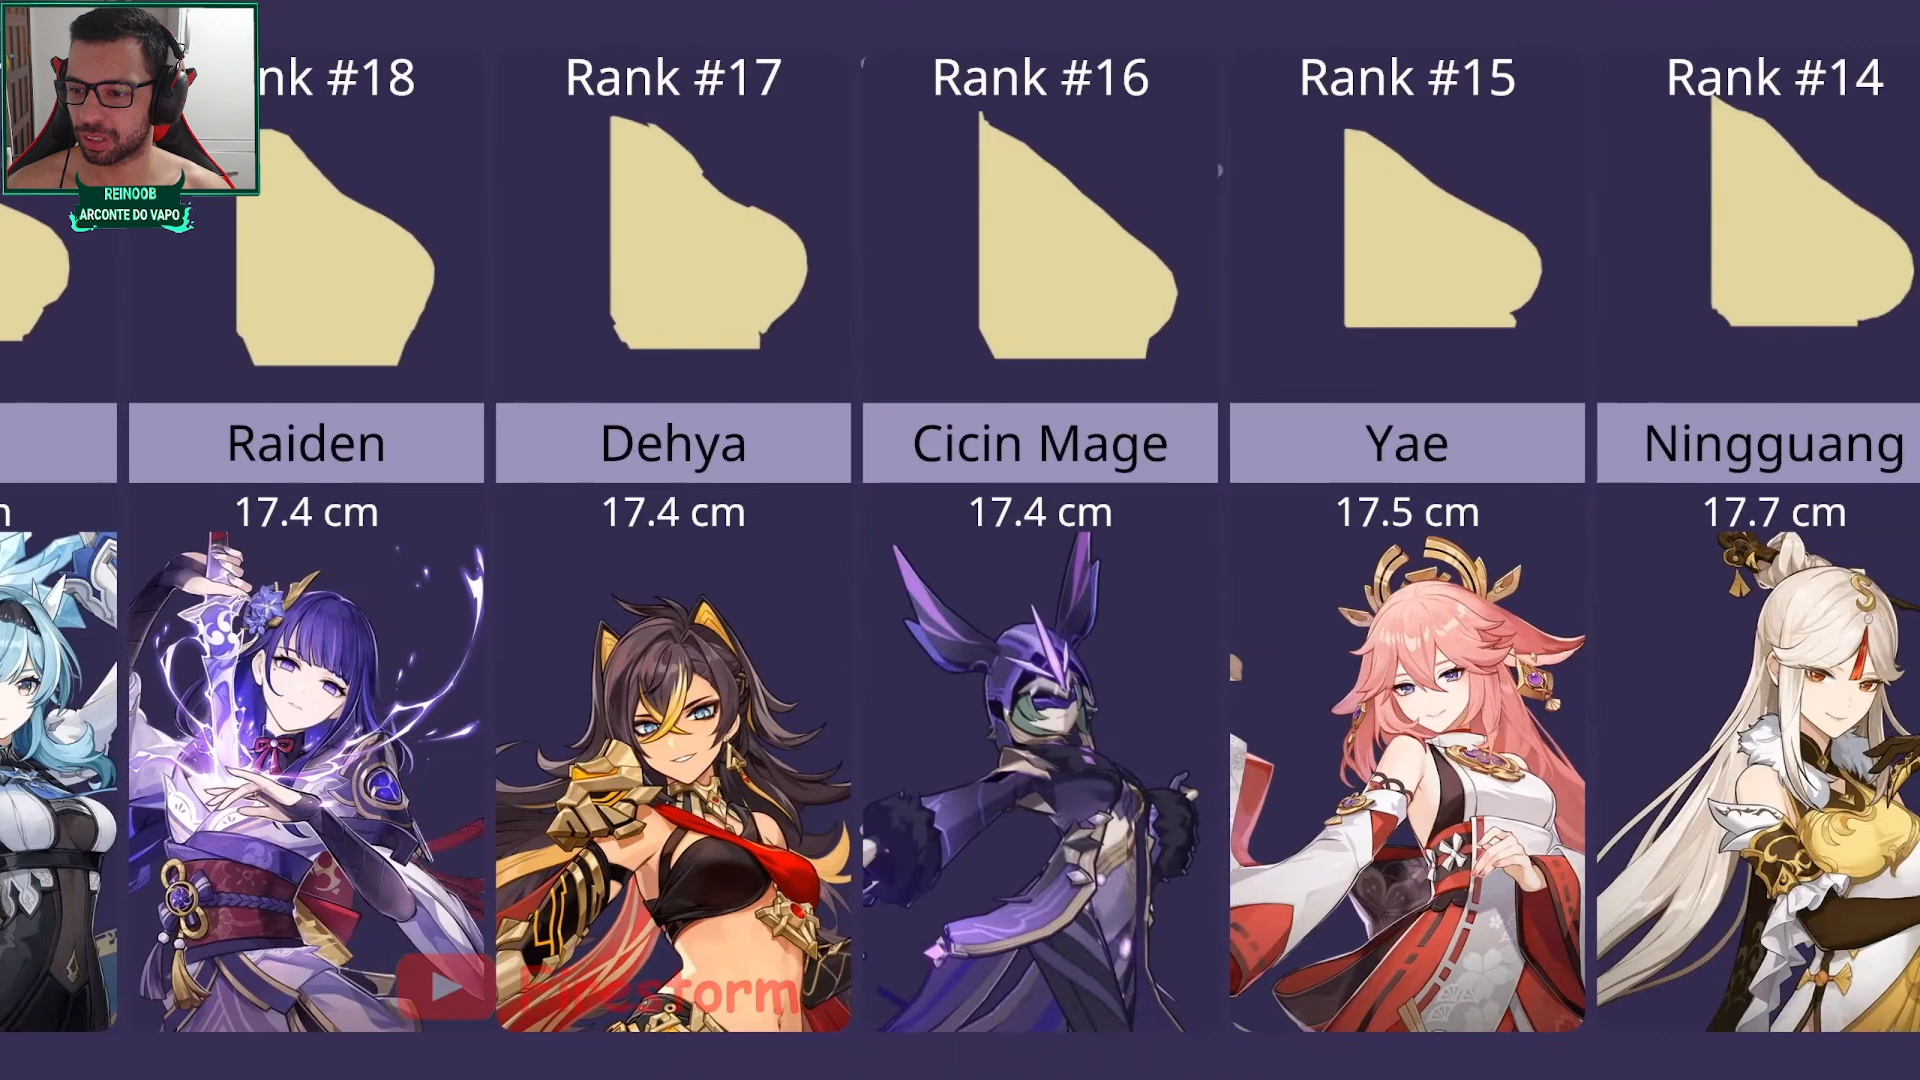 nk #18
Rank #17
Rank #16
Rank #15
Rank #14
REINOOB
ARCONTE DO VAPO
Raiden
Dehya
Cicin Mage
Yae
Ningguang
17.4 cm
17.4 cm
17.4 cm
17.5 cm
17.7 cm
Firestorm